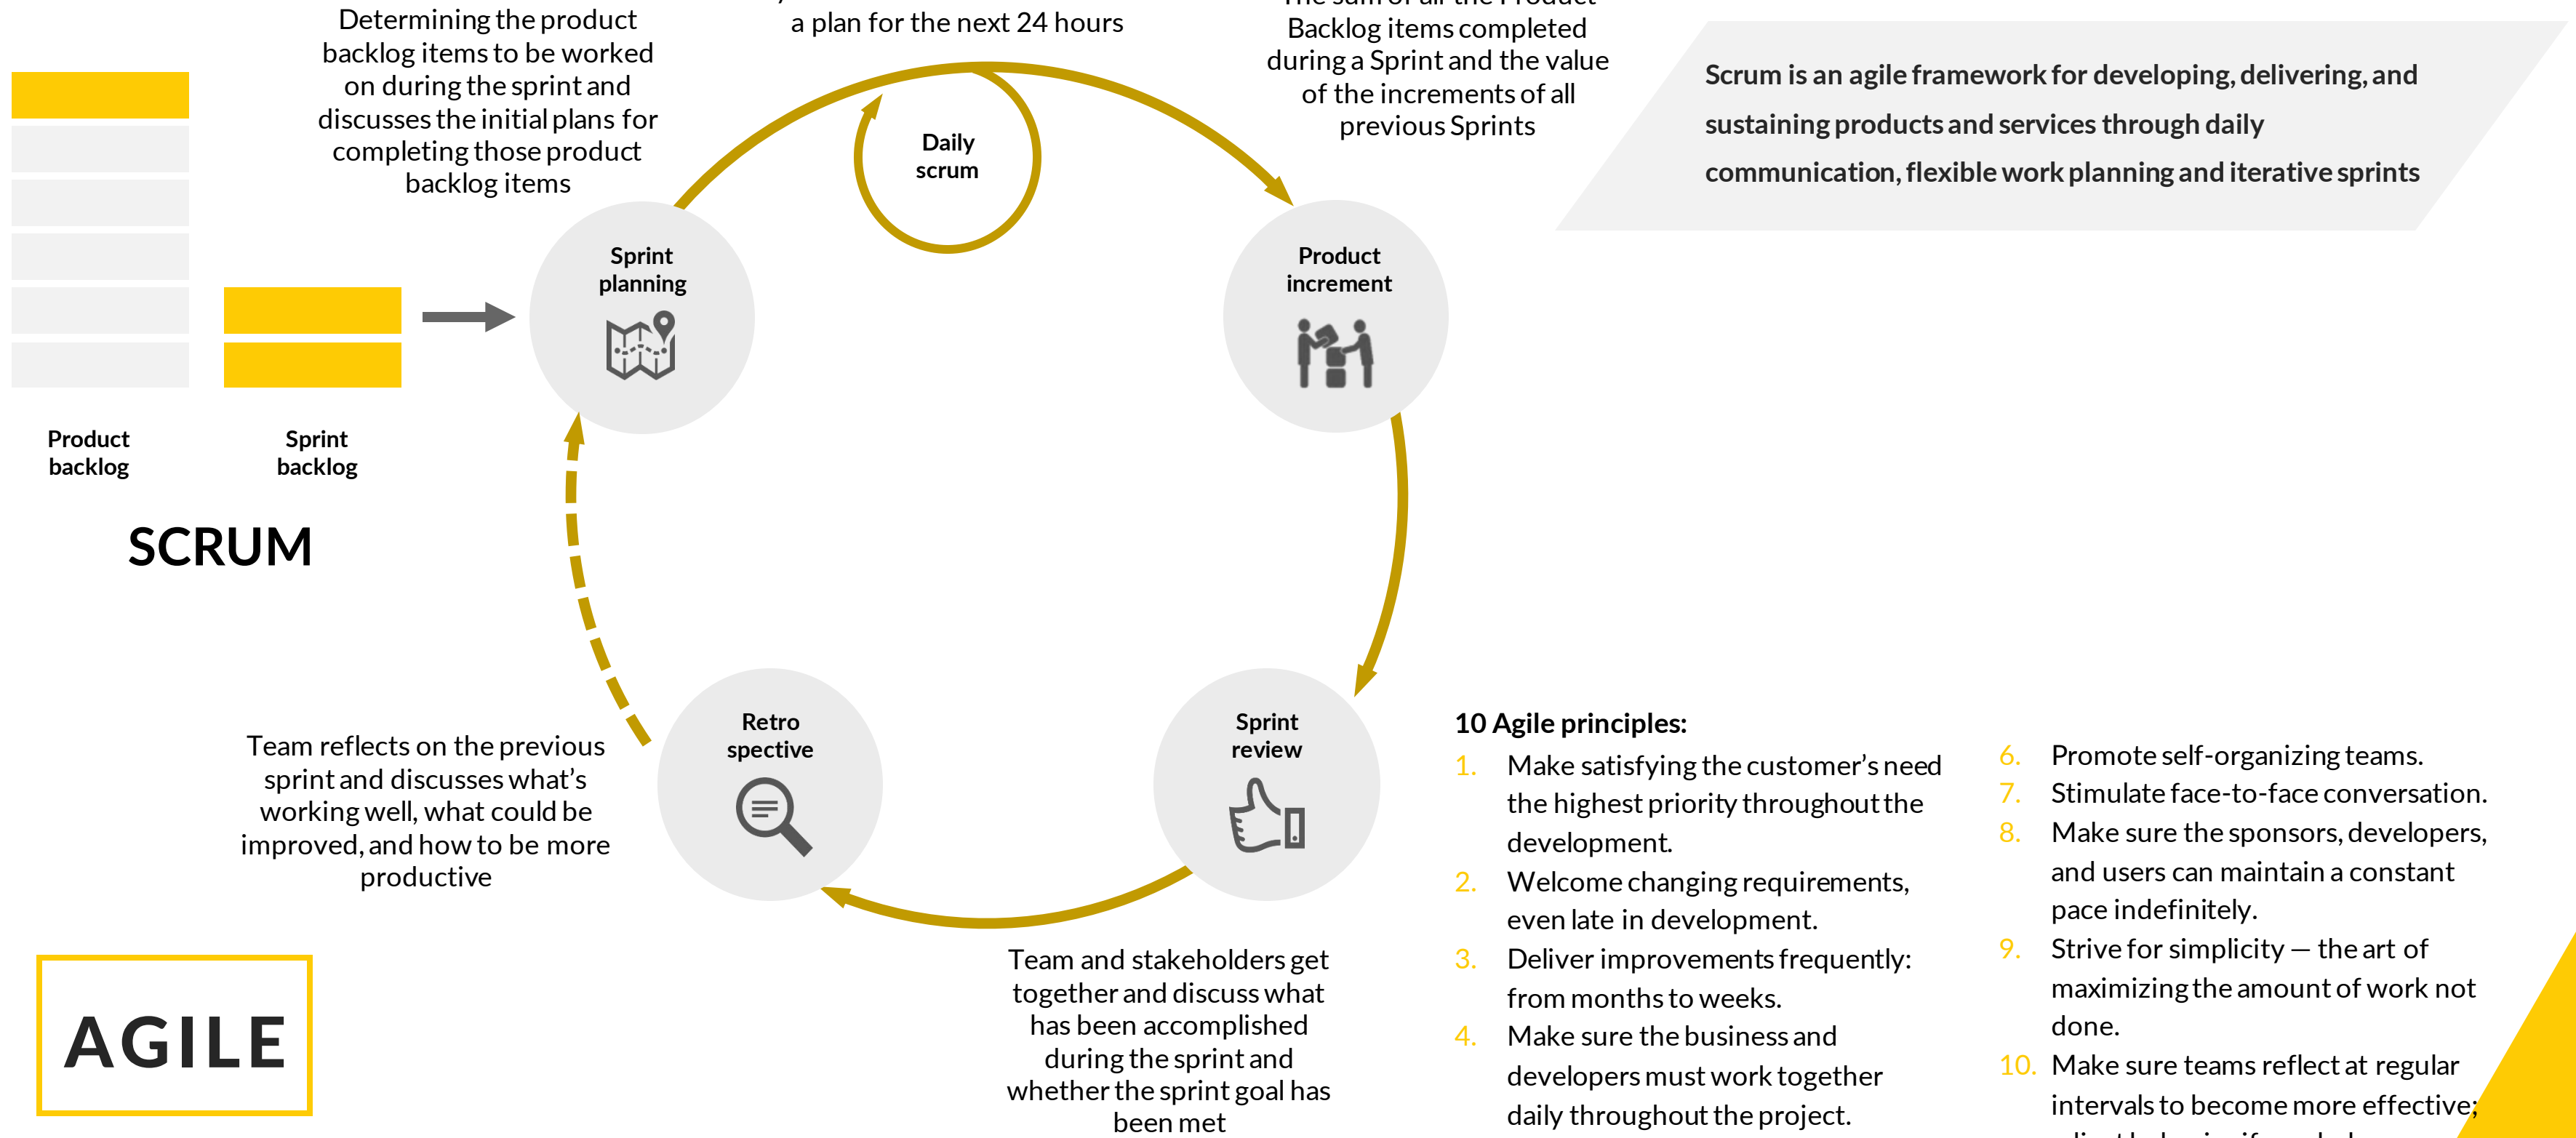 Determining the product
backlog items to be worked
on during the sprint and
discusses the initial plans for
completing those product
backlog items
a plan for the next 24 hours
The sum of all the Product
Backlog items completed
during a Sprint and the value
of the increments of all
previous Sprints
Scrum is an agile framework for developing, delivering, and
sustaining products and services through daily
communication, flexible work planning and iterative sprints
Daily
scrum
Sprint
planning
Product
increment
Product
backlog
Sprint
backlog
SCRUM
Retro
spective
Sprint
review
Team reflects on the previous
sprint and discusses what's
working well, what could be
improved, and how to be more
productive
Team and stakeholders get
together and discuss what
has been accomplished
during the sprint and
whether the sprint goal has
been met
AGILE
10 Agile principles:
1. Make satisfying the customer's need
the highest priority throughout the
development.
2. Welcome changing requirements,
even late in development.
3. Deliver improvements frequently:
from months to weeks.
4. Make sure the business and
developers must work together
daily throughout the project.
6. Promote self-organizing teams.
7. Stimulate face-to-face conversation.
8. Make sure the sponsors, developers,
and users can maintain a constant
pace indefinitely.
9. Strive for simplicity — the art of
maximizing the amount of work not
done.
10. Make sure teams reflect at regular
intervals to become more effective;